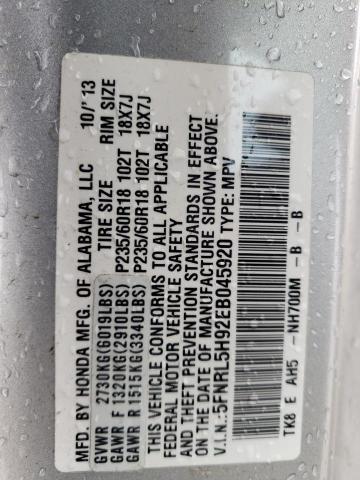 MFD. BY HONDA MFG. OF ALABAMA, LLC 10/'13
TIRE SIZE RIM SIZE
GVWR 2730KG(6019LBS)
GAWR F 1320KG(2910LBS) P235/60R18 102T 18X7J
GAWR R 1515KG(3340LBS) P235/60R18 102T 18X7J
THIS VEHICLE CONFORMS TO ALL APPLICABLE
FEDERAL MOTOR VEHICLE SAFETY
AND THEFT PREVENTION STANDARDS IN EFFECT
ON THE DATE OF MANUFACTURE SHOWN ABOVE.
V.I.N.:5FNRL5H92EB045920 TYPE: MPV
TK8 E AH5 -NH700M - B - B